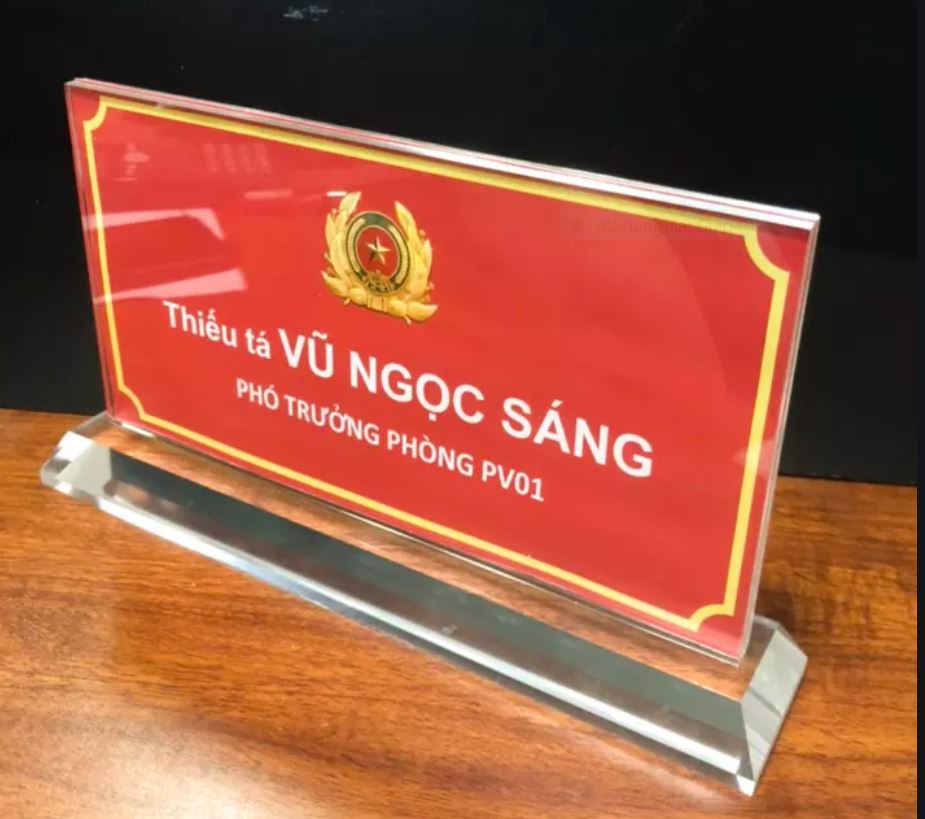 Thiếu tá VŨ NGỌC SÁNG
PHÓ TRƯỞNG PHÒNG PV01